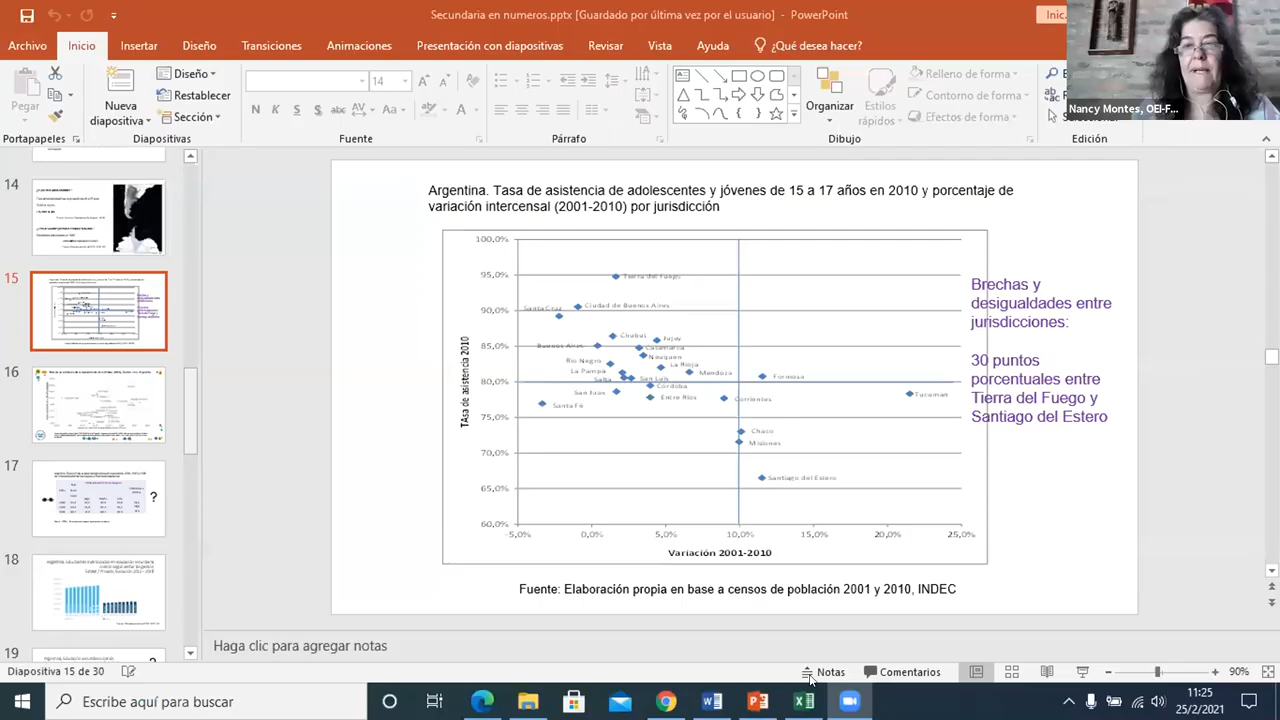 Secundaria en numeros.pptx [Guardado por última vez por el usuario] - PowerPoint
Inic.
Archivo
Inicio
Insertar
Diseño
Transiciones
Animaciones
Presentación con diapositivas
Revisar
Vista
Ayuda
¿Qué desea hacer?
Pegar
Nueva
diapositiva
Diseño
Restablecer
Sección
14
Organizar
Estilos
rápidos
Relleno de forma
Contorno de forma
Efectos de forma
Nancy Montes, OEI-F...
Portapapeles
Diapositivas
Fuente
Párrafo
Dibujo
Edición
14
15
16
17
?
18
19
Argentina. Tasa de asistencia de adolescentes y jóvenes de 15 a 17 años en 2010 y porcentaje de
variación intercensal (2001-2010) por jurisdicción
100,0%
95,0%
90,0%
85,0%
80,0%
75,0%
70,0%
65,0%
60,0%
-5,0%
0,0%
5,0%
10,0%
15,0%
20,0%
25,0%
Tasa de asistencia 2010
Variación 2001-2010
Tierra del Fuego
Ciudad de Buenos Aires
Santa Cruz
Chubut
Jujuy
Buenos Aires
Catamarca
Neuquen
Rio Negro
La Rioja
La Pampa
Mendoza
Salta
San Luis
Formosa
Córdoba
San Juan
Entre Ríos
Corrientes
Tucuman
Santa Fé
Chaco
Misiones
Santiago del Estero
Brechas y
desigualdades entre
jurisdicciones:
30 puntos
porcentuales entre
Tierra del Fuego y
Santiago del Estero
Fuente: Elaboración propia en base a censos de población 2001 y 2010, INDEC
Haga clic para agregar notas
Diapositiva 15 de 30
Notas
Comentarios
90%
Escribe aquí para buscar
11:25
25/2/2021